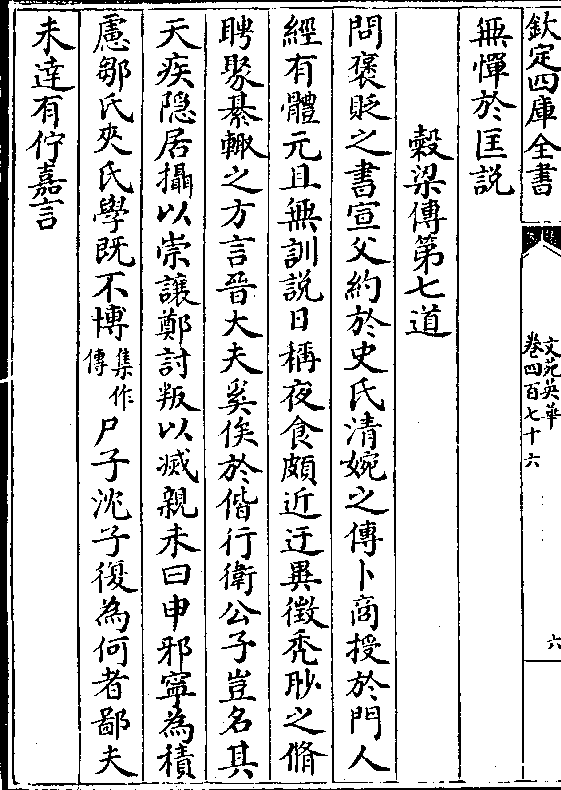 欽定四庫全書
文苑英華
卷四百七十六
六
無憚於匡説
穀梁傳第七道
問褒貶之書宣父約於史氏清婉之傳卜商授於門人
經有體元且無訓説日稱夜食頗近迂異徴禿眇之脩
聘聚綦輙之方言晉大夫奚俟於偕行衛公子豈名其
天疾隐居攝以崇讓鄭討叛以滅親未曰申邪寧為積
慮鄒氏夾氏學既不博集作傳尸子沈子復為何者鄙夫
未達有佇嘉言